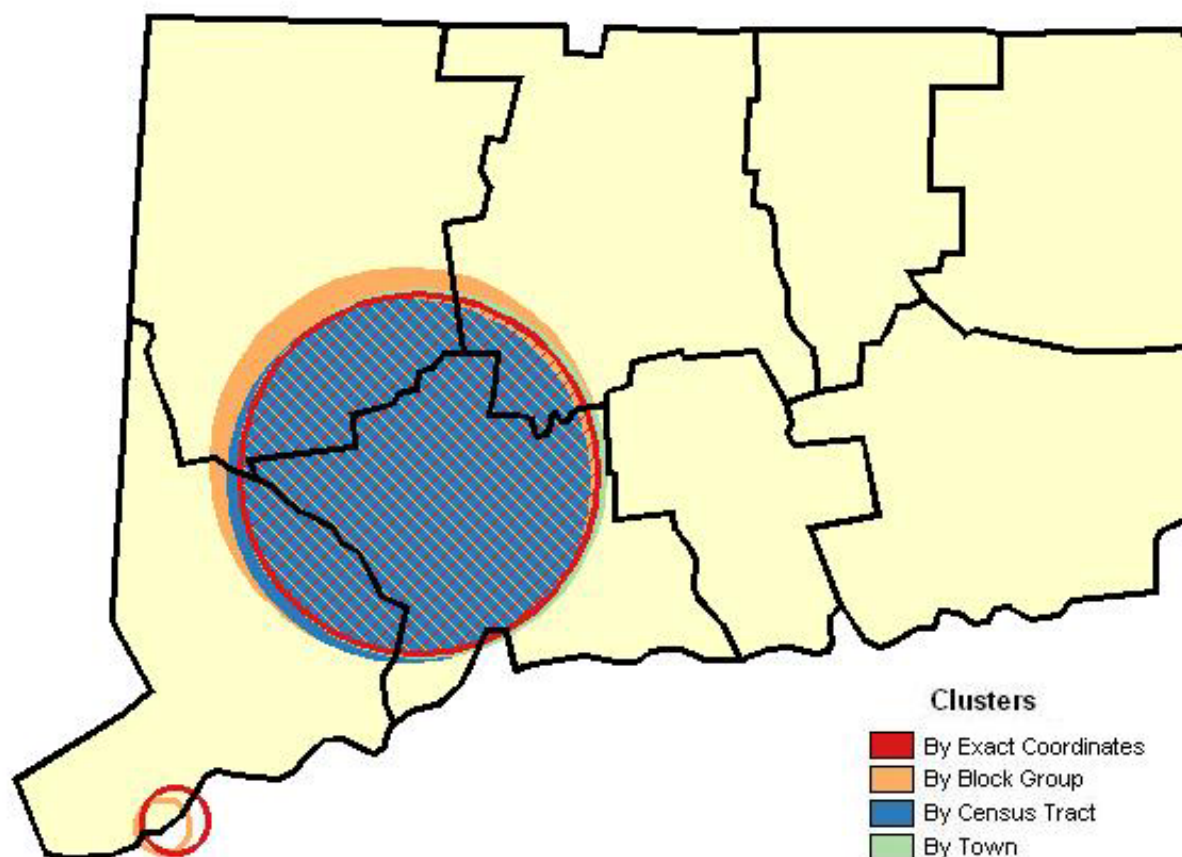 Clusters
By Exact Coordinates
By Block Group
By Census Tract
By Town